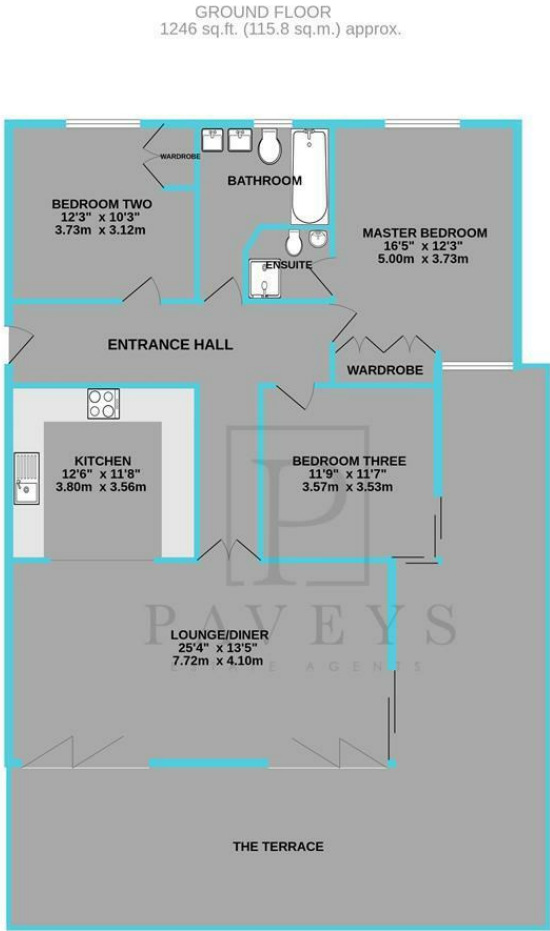 GROUND FLOOR
1246 sq.ft. (115.8 sq.m.) approx.
WARDROBE
BEDROOM TWO
12'3" x 10'3"
3.73m x 3.12m
BATHROOM
MASTER BEDROOM
16'5" x 12'3"
5.00m x 3.73m
ENSUITE
ENTRANCE HALL
WARDROBE
KITCHEN
12'6" x 11'8"
3.80m x 3.56m
BEDROOM THREE
11'9" x 11'7"
3.57m x 3.53m
P
PAVEYS
ESTATE AGENTS
LOUNGE/DINER
25'4" x 13'5"
7.72m x 4.10m
THE TERRACE